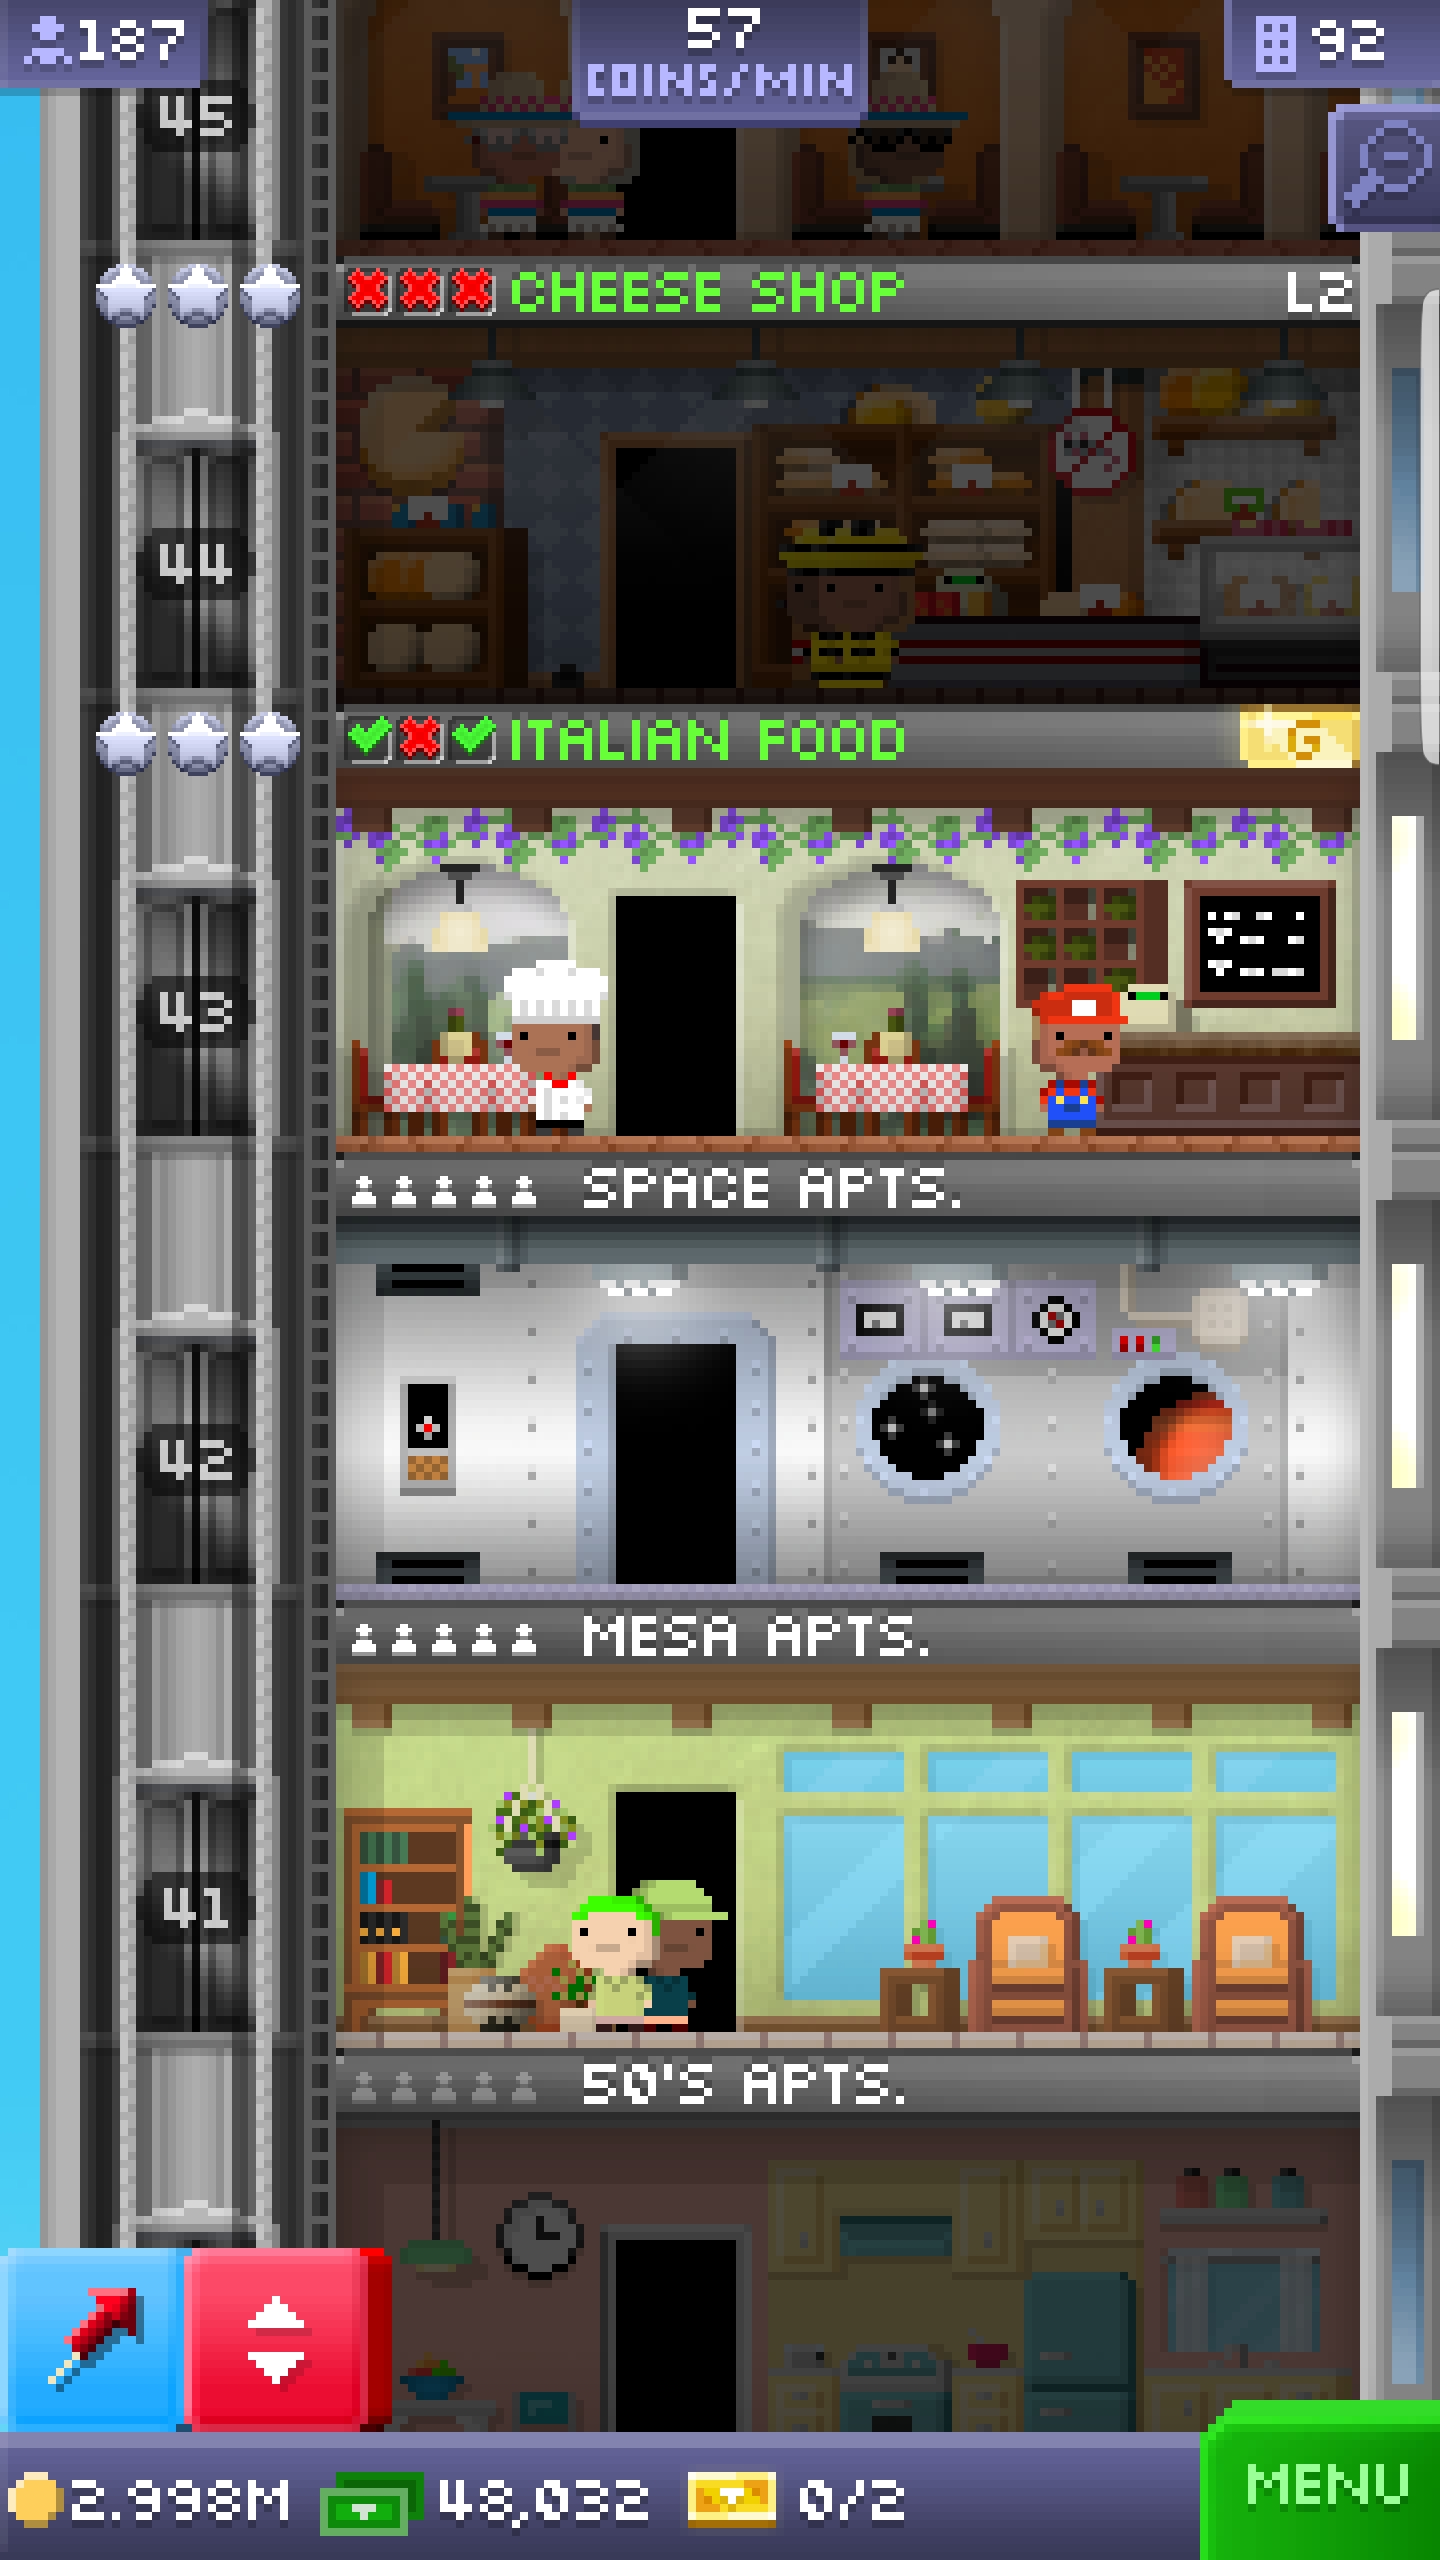 187
57
COINS/MIN
92
45
CHEESE SHOP
L2
44
ITALIAN FOOD
G
43
SPACE APTS.
42
MESA APTS.
41
50'S APTS.
2.998M
48,032
0/2
MENU